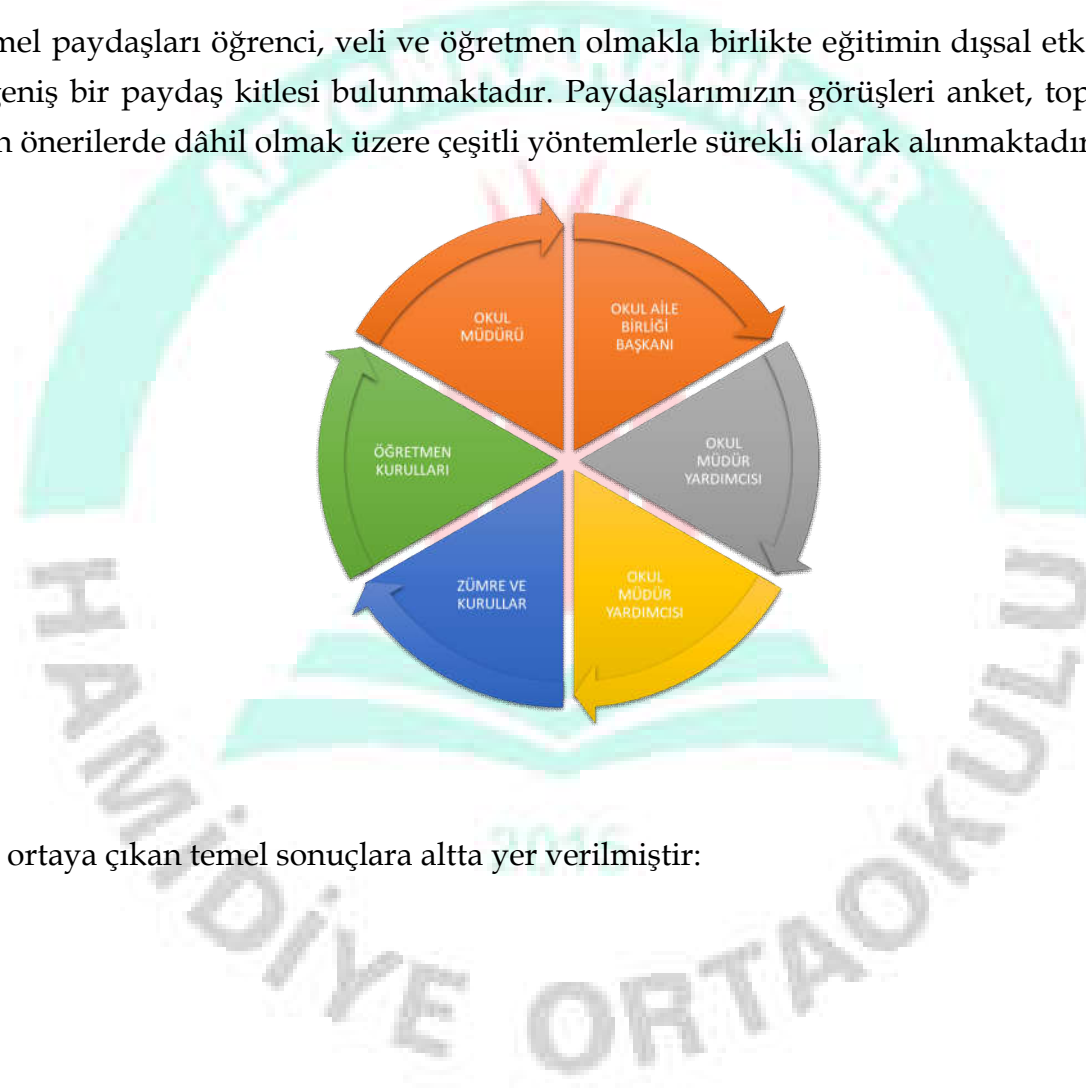 mel paydaşları öğrenci, veli ve öğretmen olmakla birlikte eğitimin dışsal etk
geniş bir paydaş kitlesi bulunmaktadır. Paydaşlarımızın görüşleri anket, top
n önerilerde dâhil olmak üzere çeşitli yöntemlerle sürekli olarak alınmaktadır
OKUL
MÜDÜRÜ
OKUL AİLE
BİRLİĞİ
BAŞKANI
ÖĞRETMEN
KURULLARI
OKUL
MÜDÜR
YARDIMCISI
ZÜMRE VE
KURULLAR
OKUL
MÜDÜR
YARDIMCISI
ortaya çıkan temel sonuçlara altta yer verilmiştir:
HAMİDİYE ORTAOKULU